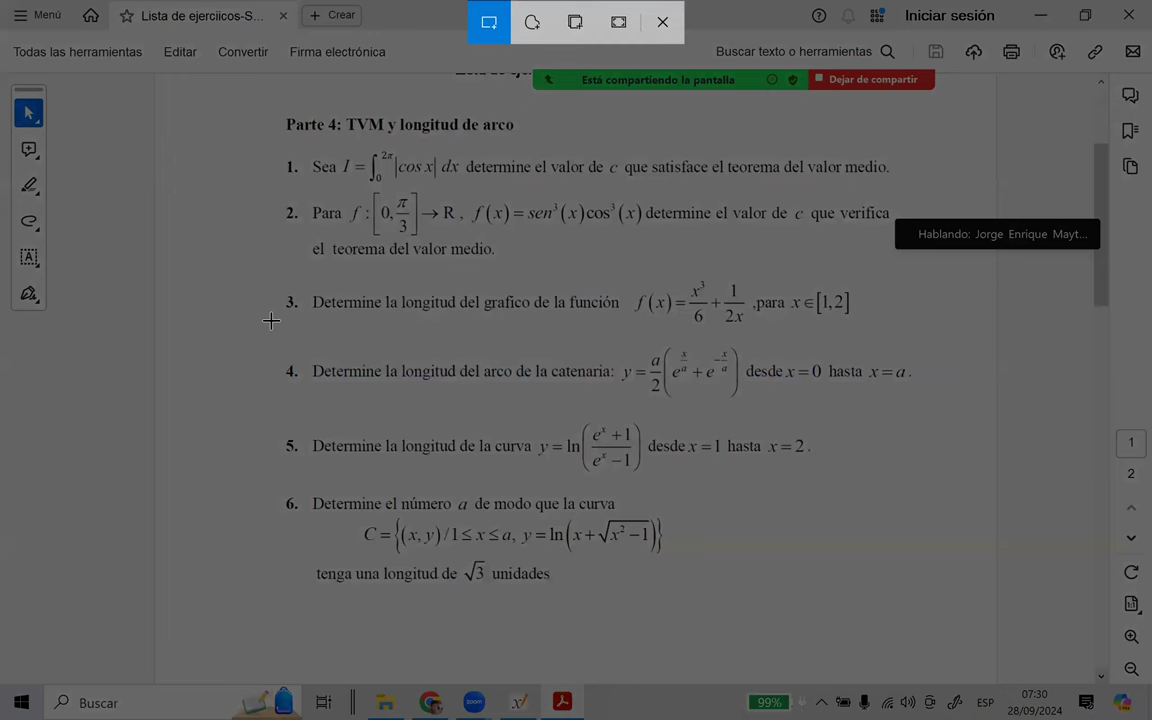 Menú
Lista de ejerciicos-S...
Crear
Iniciar sesión
Todas las herramientas
Editar
Convertir
Firma electrónica
Buscar texto o herramientas
Está compartiendo la pantalla
Dejar de compartir
Parte 4: TVM y longitud de arco
1. Sea I = ∫₀^{2π} |cos x| dx determine el valor de c que satisface el teorema del valor medio.
2. Para f : [0, π/3] → R , f(x) = sen³(x)cos³(x) determine el valor de c que verifica
el teorema del valor medio.
Hablando: Jorge Enrique Mayt...
3. Determine la longitud del grafico de la función f(x) = x³/6 + 1/2x ,para x ∈ [1,2]
4. Determine la longitud del arco de la catenaria: y = a/2 (e^{x/a} + e^{-x/a}) desde x = 0 hasta x = a .
5. Determine la longitud de la curva y = ln((e^x + 1)/(e^x − 1)) desde x = 1 hasta x = 2 .
6. Determine el número a de modo que la curva
C = {(x, y) / 1 ≤ x ≤ a, y = ln(x + √(x² − 1))}
tenga una longitud de √3 unidades
1
2
Buscar
99%
ESP
07:30
28/09/2024